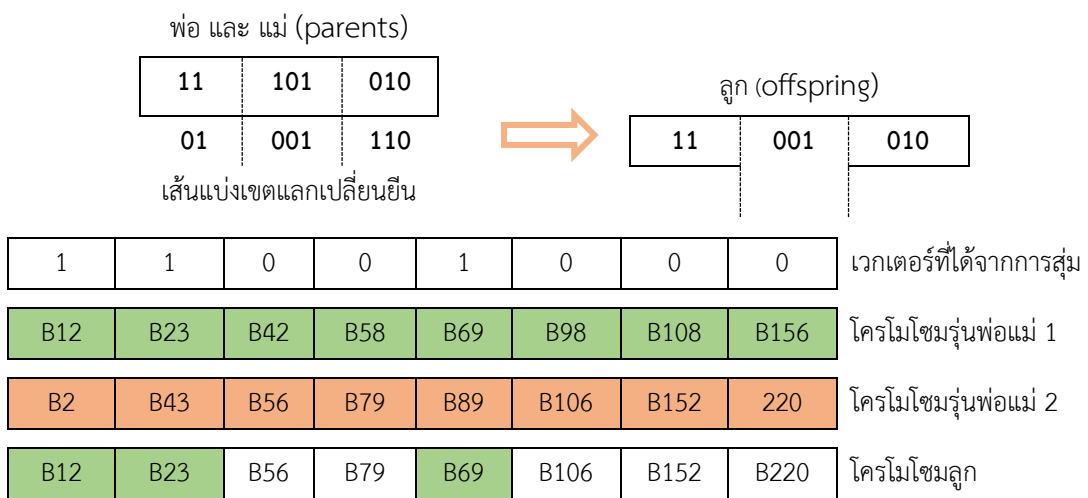 พ่อ และ แม่ (parents)
11 101 010
01 001 110
เส้นแบ่งเขตแลกเปลี่ยนยีน
ลูก (offspring)
11 001 010
1 1 0 0 1 0 0 0 เวกเตอร์ที่ได้จากการสุ่ม
B12 B23 B42 B58 B69 B98 B108 B156 โครโมโซมรุ่นพ่อแม่ 1
B2 B43 B56 B79 B89 B106 B152 220 โครโมโซมรุ่นพ่อแม่ 2
B12 B23 B56 B79 B69 B106 B152 B220 โครโมโซมลูก